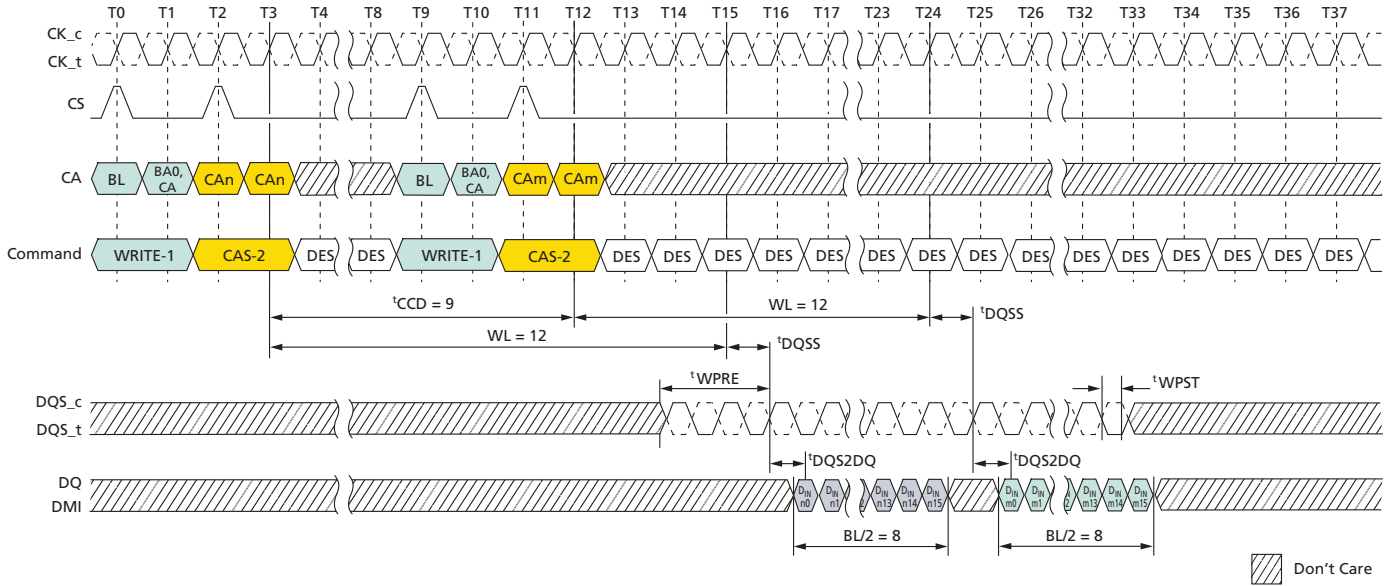 T0 T1 T2 T3 T4 T8 T9 T10 T11 T12 T13 T14 T15 T16 T17 T23 T24 T25 T26 T32 T33 T34 T35 T36 T37
CK_c
CK_t
CS
CA BL BA0, CA CAn CAn BL BA0, CA CAm CAm
Command WRITE-1 CAS-2 DES DES WRITE-1 CAS-2 DES DES DES DES DES DES DES DES DES DES DES DES DES DES DES
tCCD = 9 WL = 12 tDQSS
WL = 12 tDQSS
tWPRE tWPST
DQS_c
DQS_t
tDQS2DQ tDQS2DQ
DQ
DMI
DIN n0 DIN n1 DIN n13 DIN n14 DIN n15 DIN m0 DIN m1 DIN m13 DIN m14 DIN m15
BL/2 = 8 BL/2 = 8
Don't Care